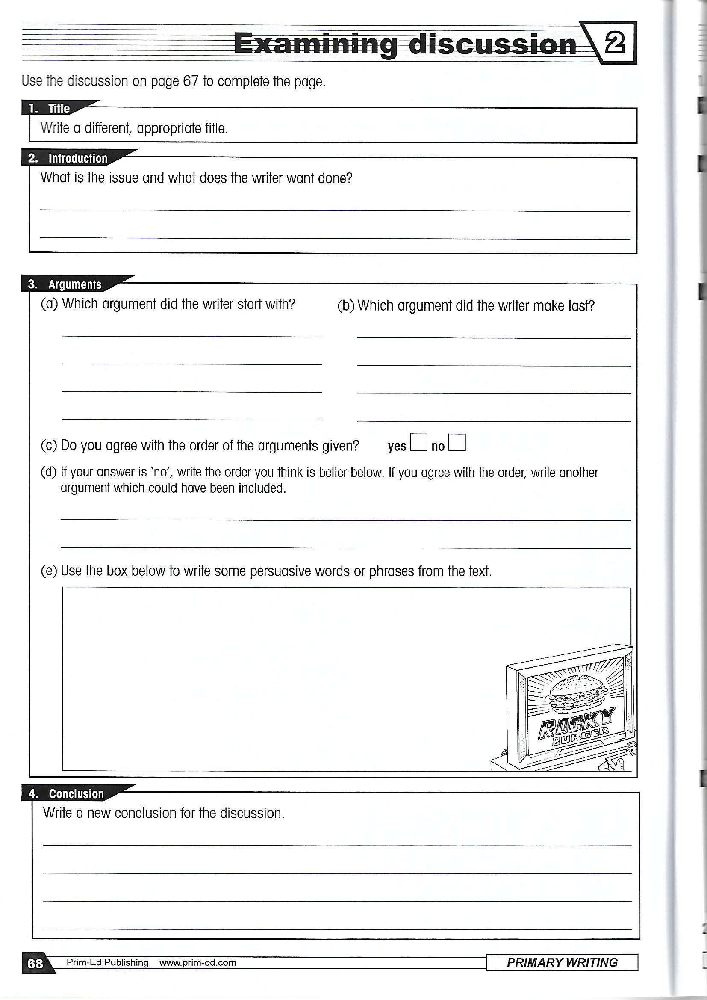 Examining discussion 2
Use the discussion on page 67 to complete the page.
1. Title
Write a different, appropriate title.
2. Introduction
What is the issue and what does the writer want done?
3. Arguments
(a) Which argument did the writer start with?
(b) Which argument did the writer make last?
(c) Do you agree with the order of the arguments given? yes no
(d) If your answer is ‘no’, write the order you think is better below. If you agree with the order, write another
argument which could have been included.
(e) Use the box below to write some persuasive words or phrases from the text.
ROCKY
BURGER
4. Conclusion
Write a new conclusion for the discussion.
68 Prim-Ed Publishing www.prim-ed.com PRIMARY WRITING